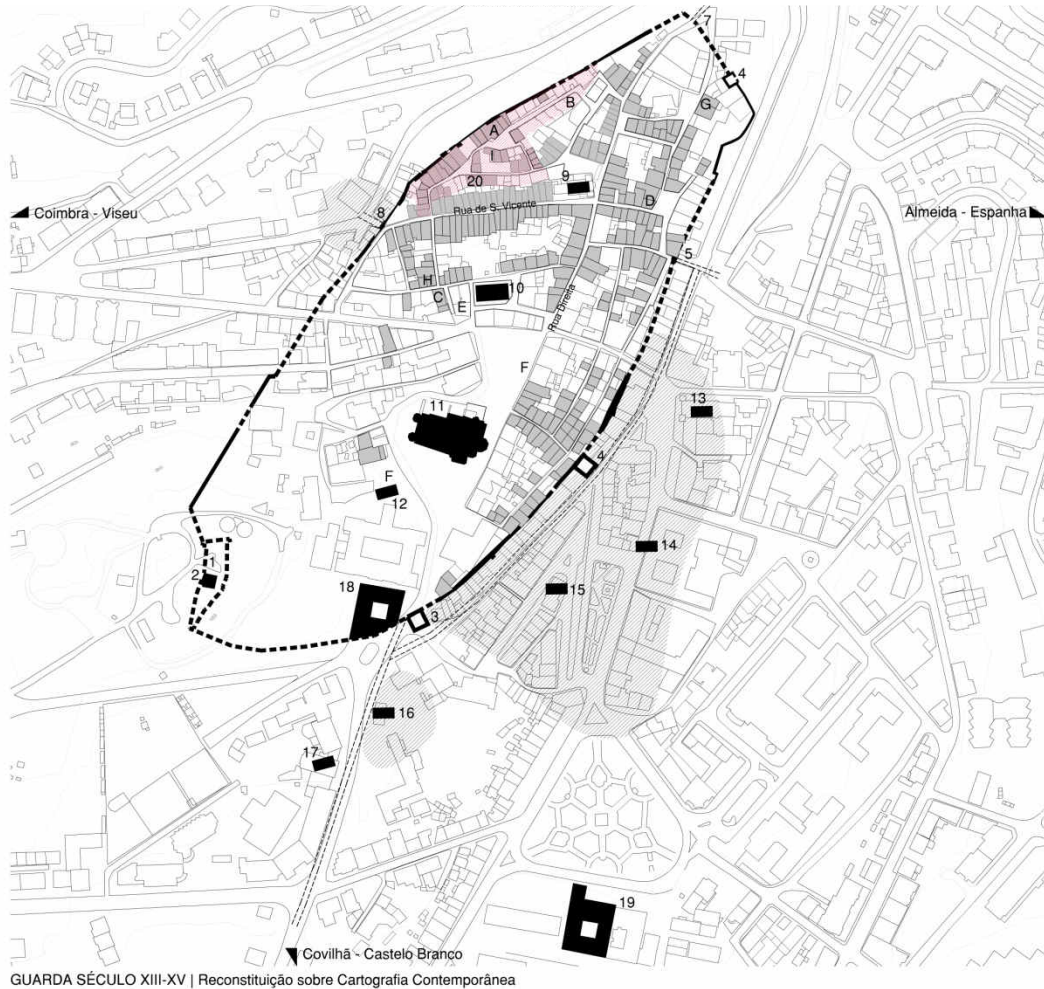 7
4
B
G
A
I
20
9
Rua de S. Vicente
D
Coimbra - Viseu
8
Almeida - Espanha
5
H
C
E
10
Rua Direita
F
11
13
4
F
12
14
1
2
15
18
3
16
17
19
Covilhã - Castelo Branco
GUARDA SÉCULO XIII-XV | Reconstituição sobre Cartografia Contemporânea